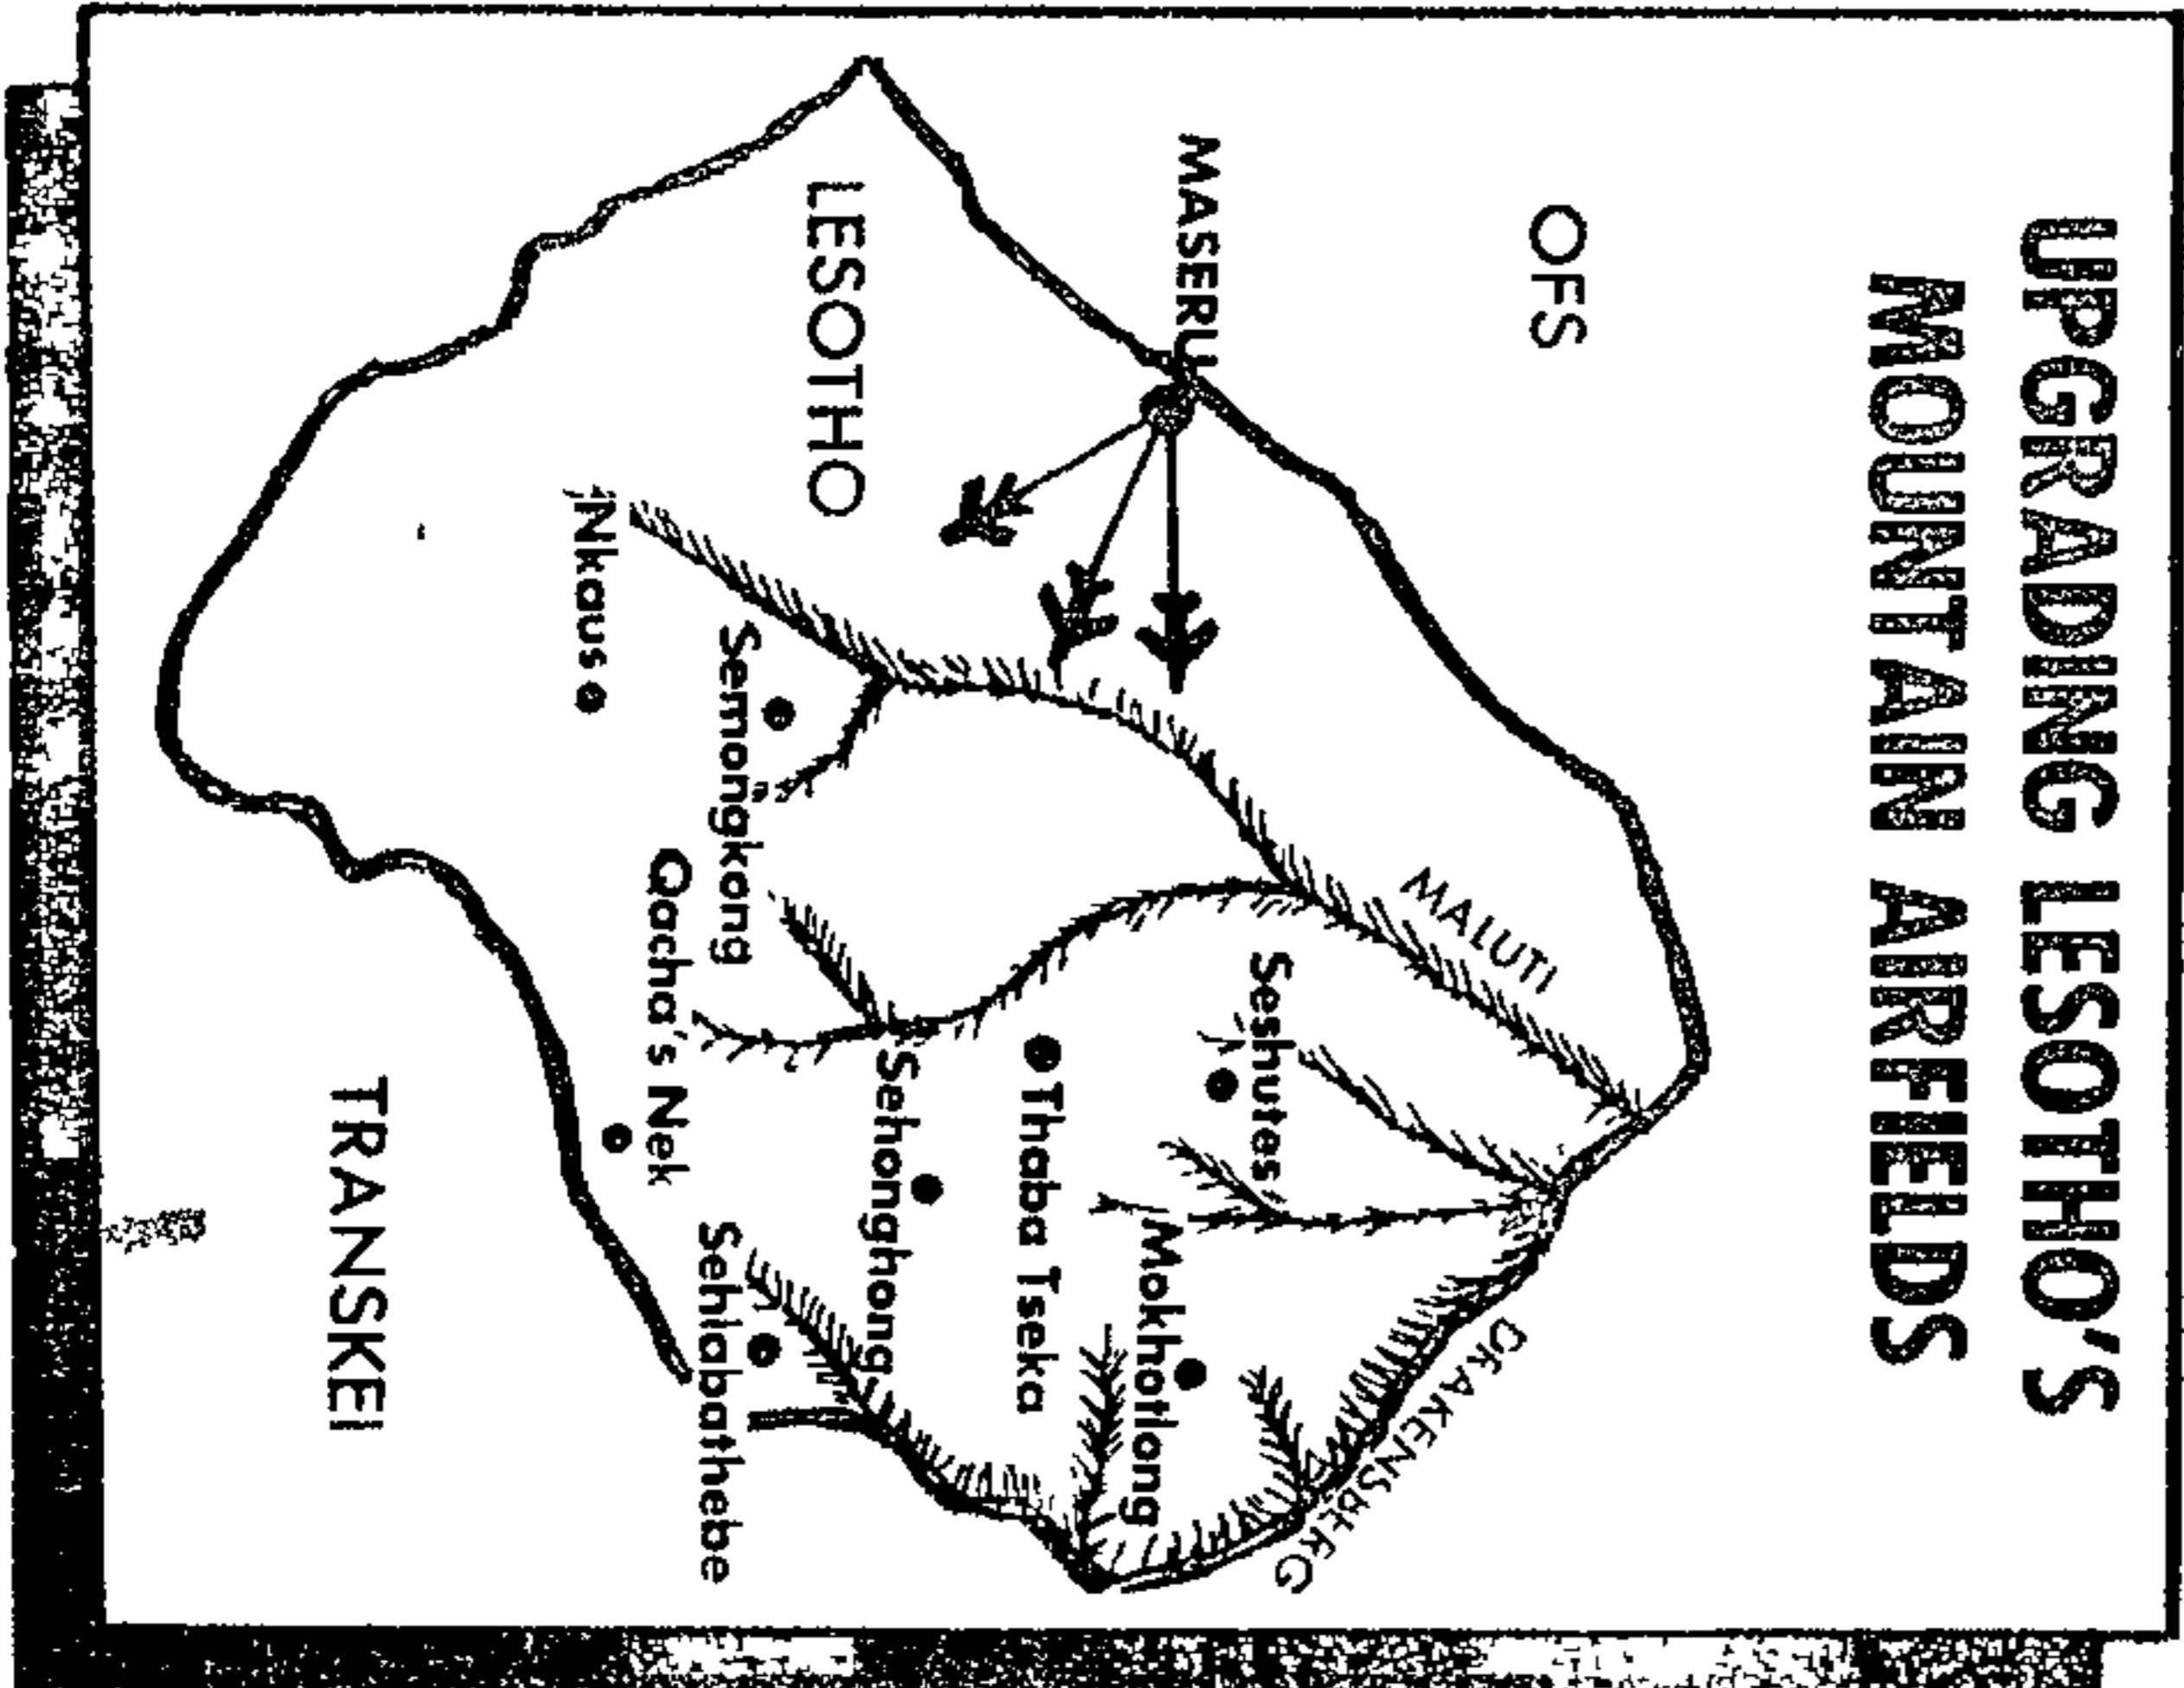 UPGRADING LESOTHO'S
MOUNTAIN AIRFIELDS
OFS
MALUTI
DRAKENSBERG
MASERU
Seshutes
Mokhotlong
Thaba Tseka
LESOTHO
Sehonghong
Semongkong
Sehlabathebe
Qacha's Nek
Nkaus
TRANSKEI